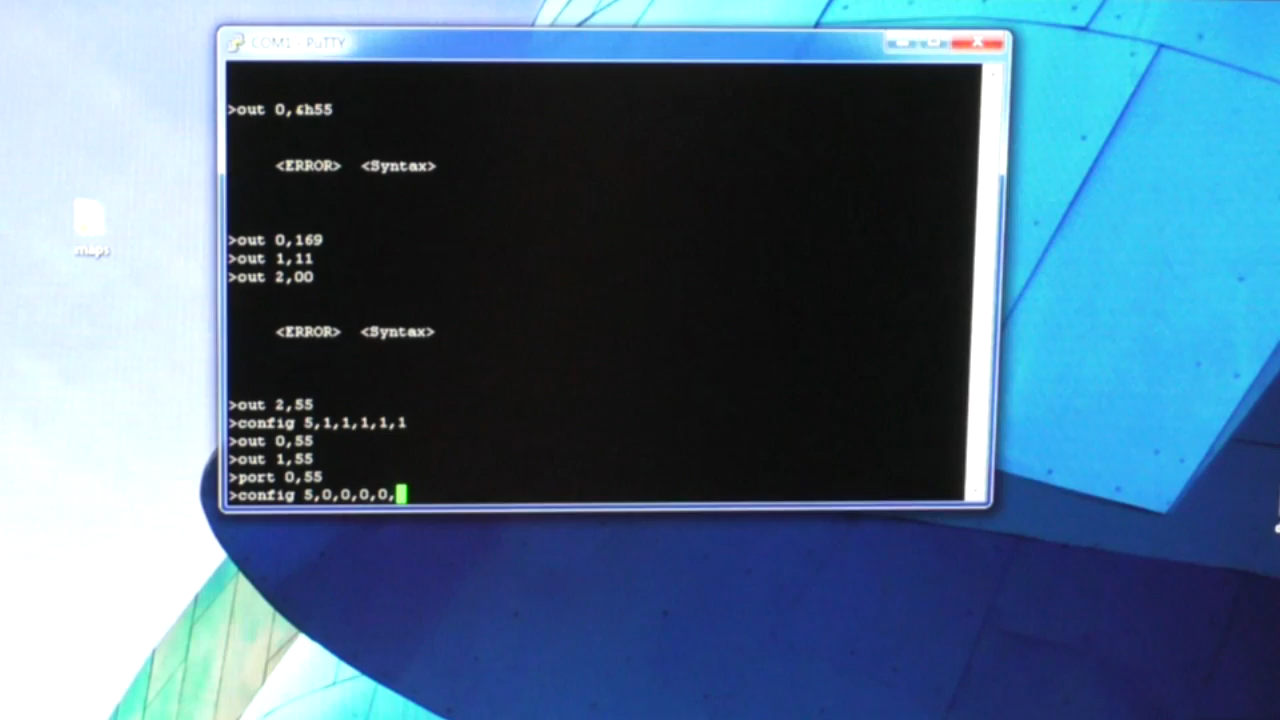 COM1 - PuTTY
>out 0,&h55
<ERROR> <Syntax>
maps
>out 0,169
>out 1,11
>out 2,00
<ERROR> <Syntax>
>out 2,55
>config 5,1,1,1,1,1
>out 0,55
>out 1,55
>port 0,55
>config 5,0,0,0,0,